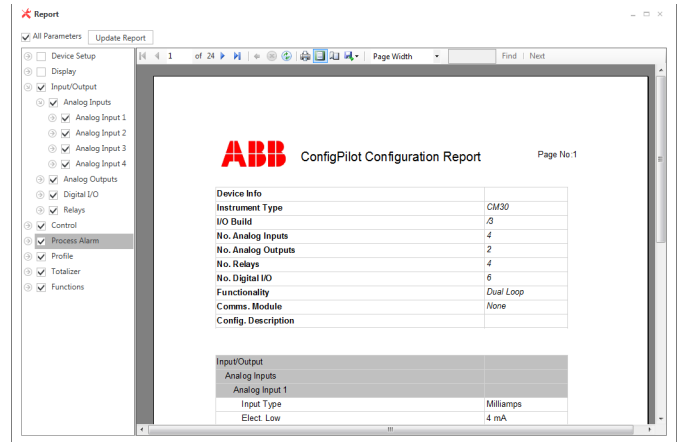 Report
All Parameters Update Report
Device Setup
Display
Input/Output
Analog Inputs
Analog Input 1
Analog Input 2
Analog Input 3
Analog Input 4
Analog Outputs
Digital I/O
Relays
Control
Process Alarm
Profile
Totalizer
Functions
1 of 24 Page Width Find Next
ABB ConfigPilot Configuration Report Page No:1
Device Info
Instrument Type CM30
I/O Build /3
No. Analog Inputs 4
No. Analog Outputs 2
No. Relays 4
No. Digital I/O 6
Functionality Dual Loop
Comms. Module None
Config. Description
Input/Output
Analog Inputs
Analog Input 1
Input Type Milliamps
Elect. Low 4 mA